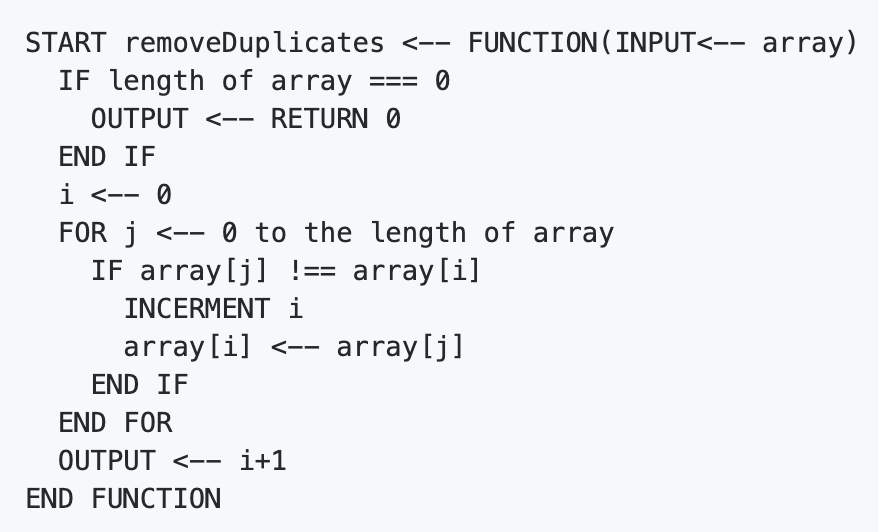 START removeDuplicates <-- FUNCTION(INPUT<-- array)
IF length of array === 0
OUTPUT <-- RETURN 0
END IF
i <-- 0
FOR j <-- 0 to the length of array
IF array[j] !== array[i]
INCERMENT i
array[i] <-- array[j]
END IF
END FOR
OUTPUT <-- i+1
END FUNCTION